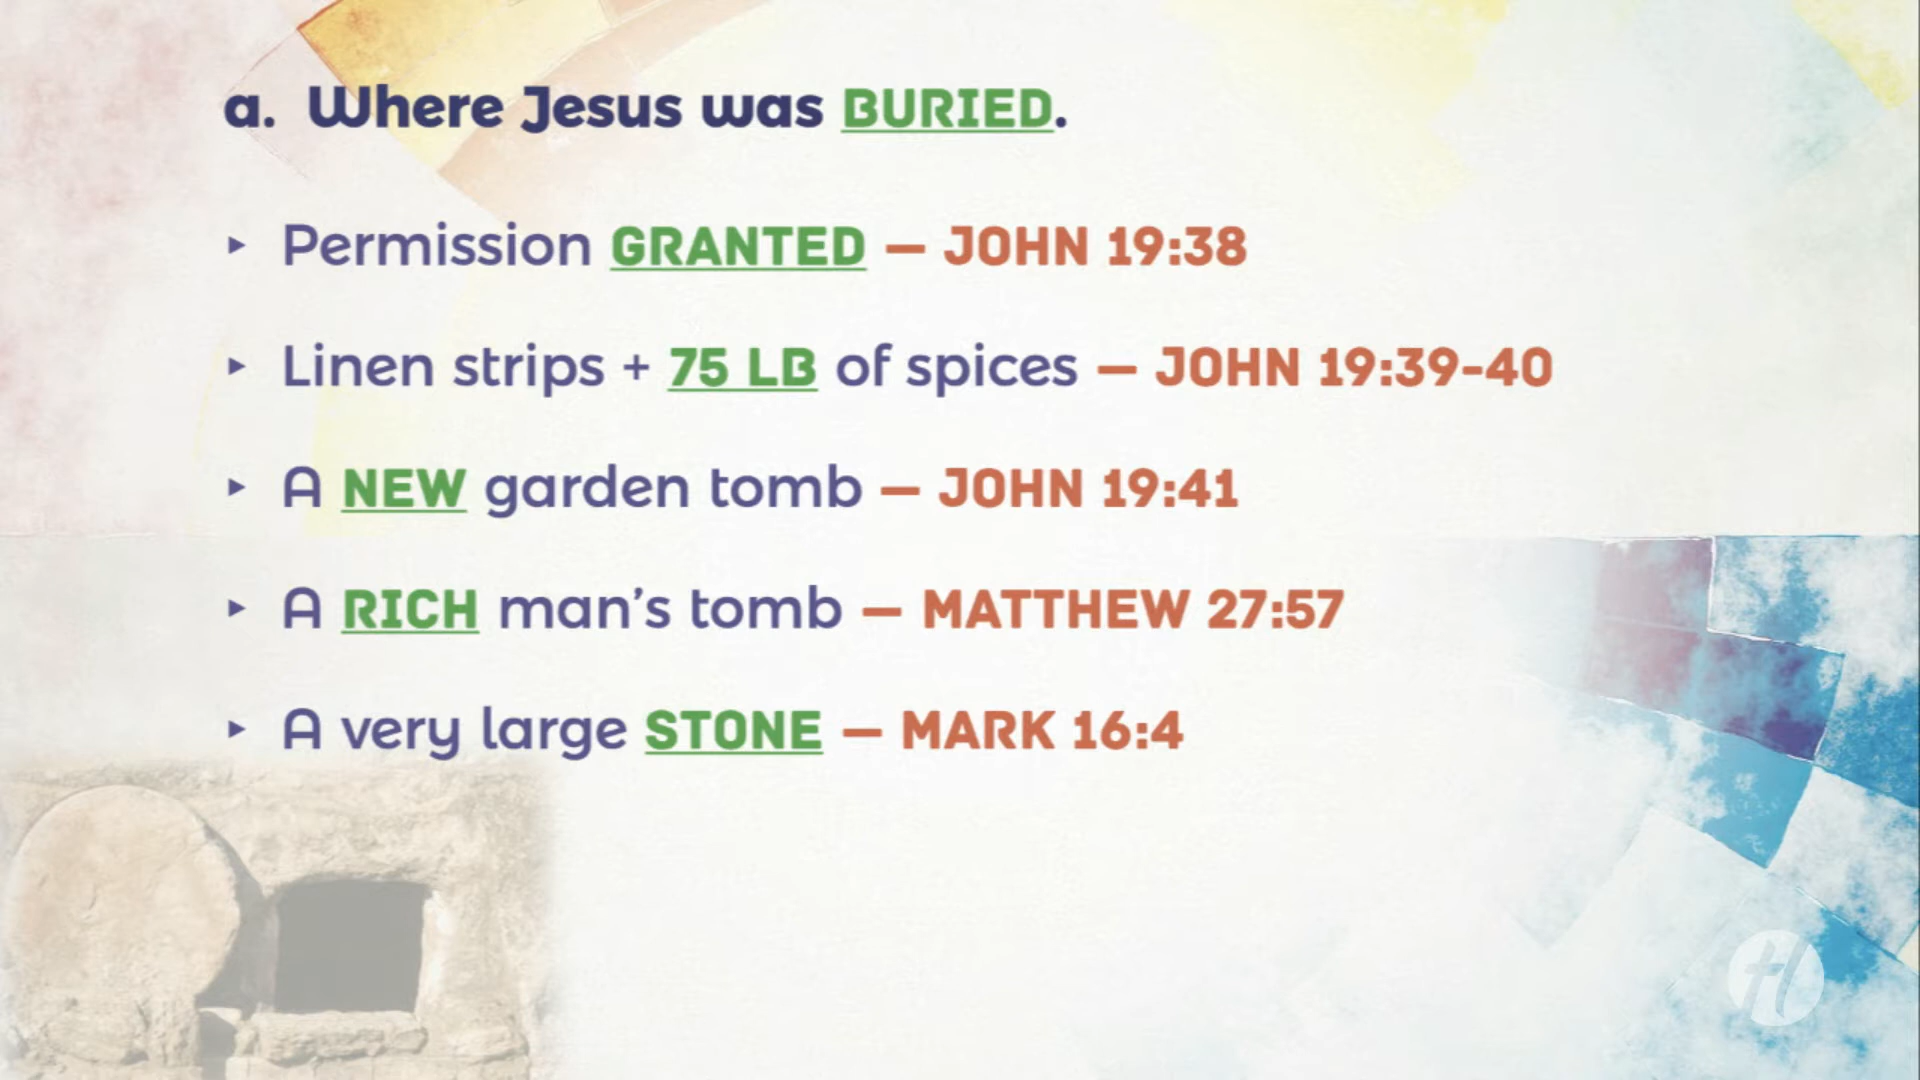 a. Where Jesus was BURIED.
‣ Permission GRANTED — JOHN 19:38
‣ Linen strips + 75 LB of spices — JOHN 19:39-40
‣ A NEW garden tomb — JOHN 19:41
‣ A RICH man’s tomb — MATTHEW 27:57
‣ A very large STONE — MARK 16:4